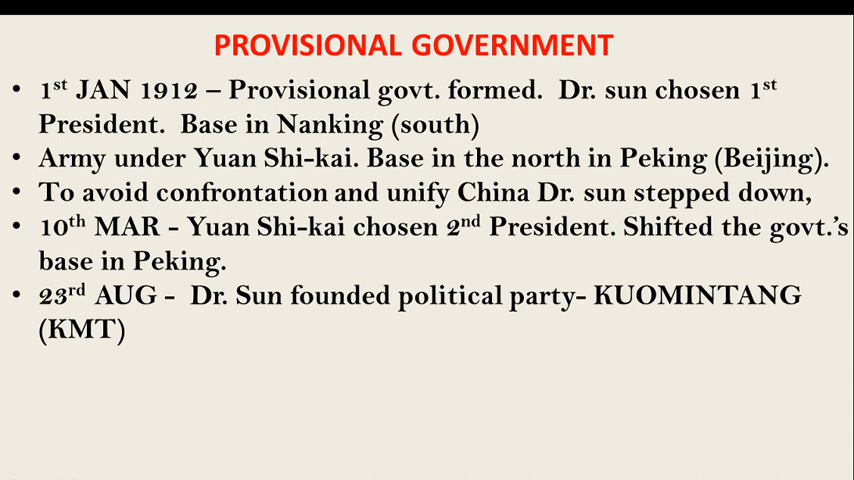 PROVISIONAL GOVERNMENT
• 1st JAN 1912 – Provisional govt. formed. Dr. sun chosen 1st
President. Base in Nanking (south)
• Army under Yuan Shi-kai. Base in the north in Peking (Beijing).
• To avoid confrontation and unify China Dr. sun stepped down,
• 10th MAR - Yuan Shi-kai chosen 2nd President. Shifted the govt.'s
base in Peking.
• 23rd AUG - Dr. Sun founded political party- KUOMINTANG
(KMT)